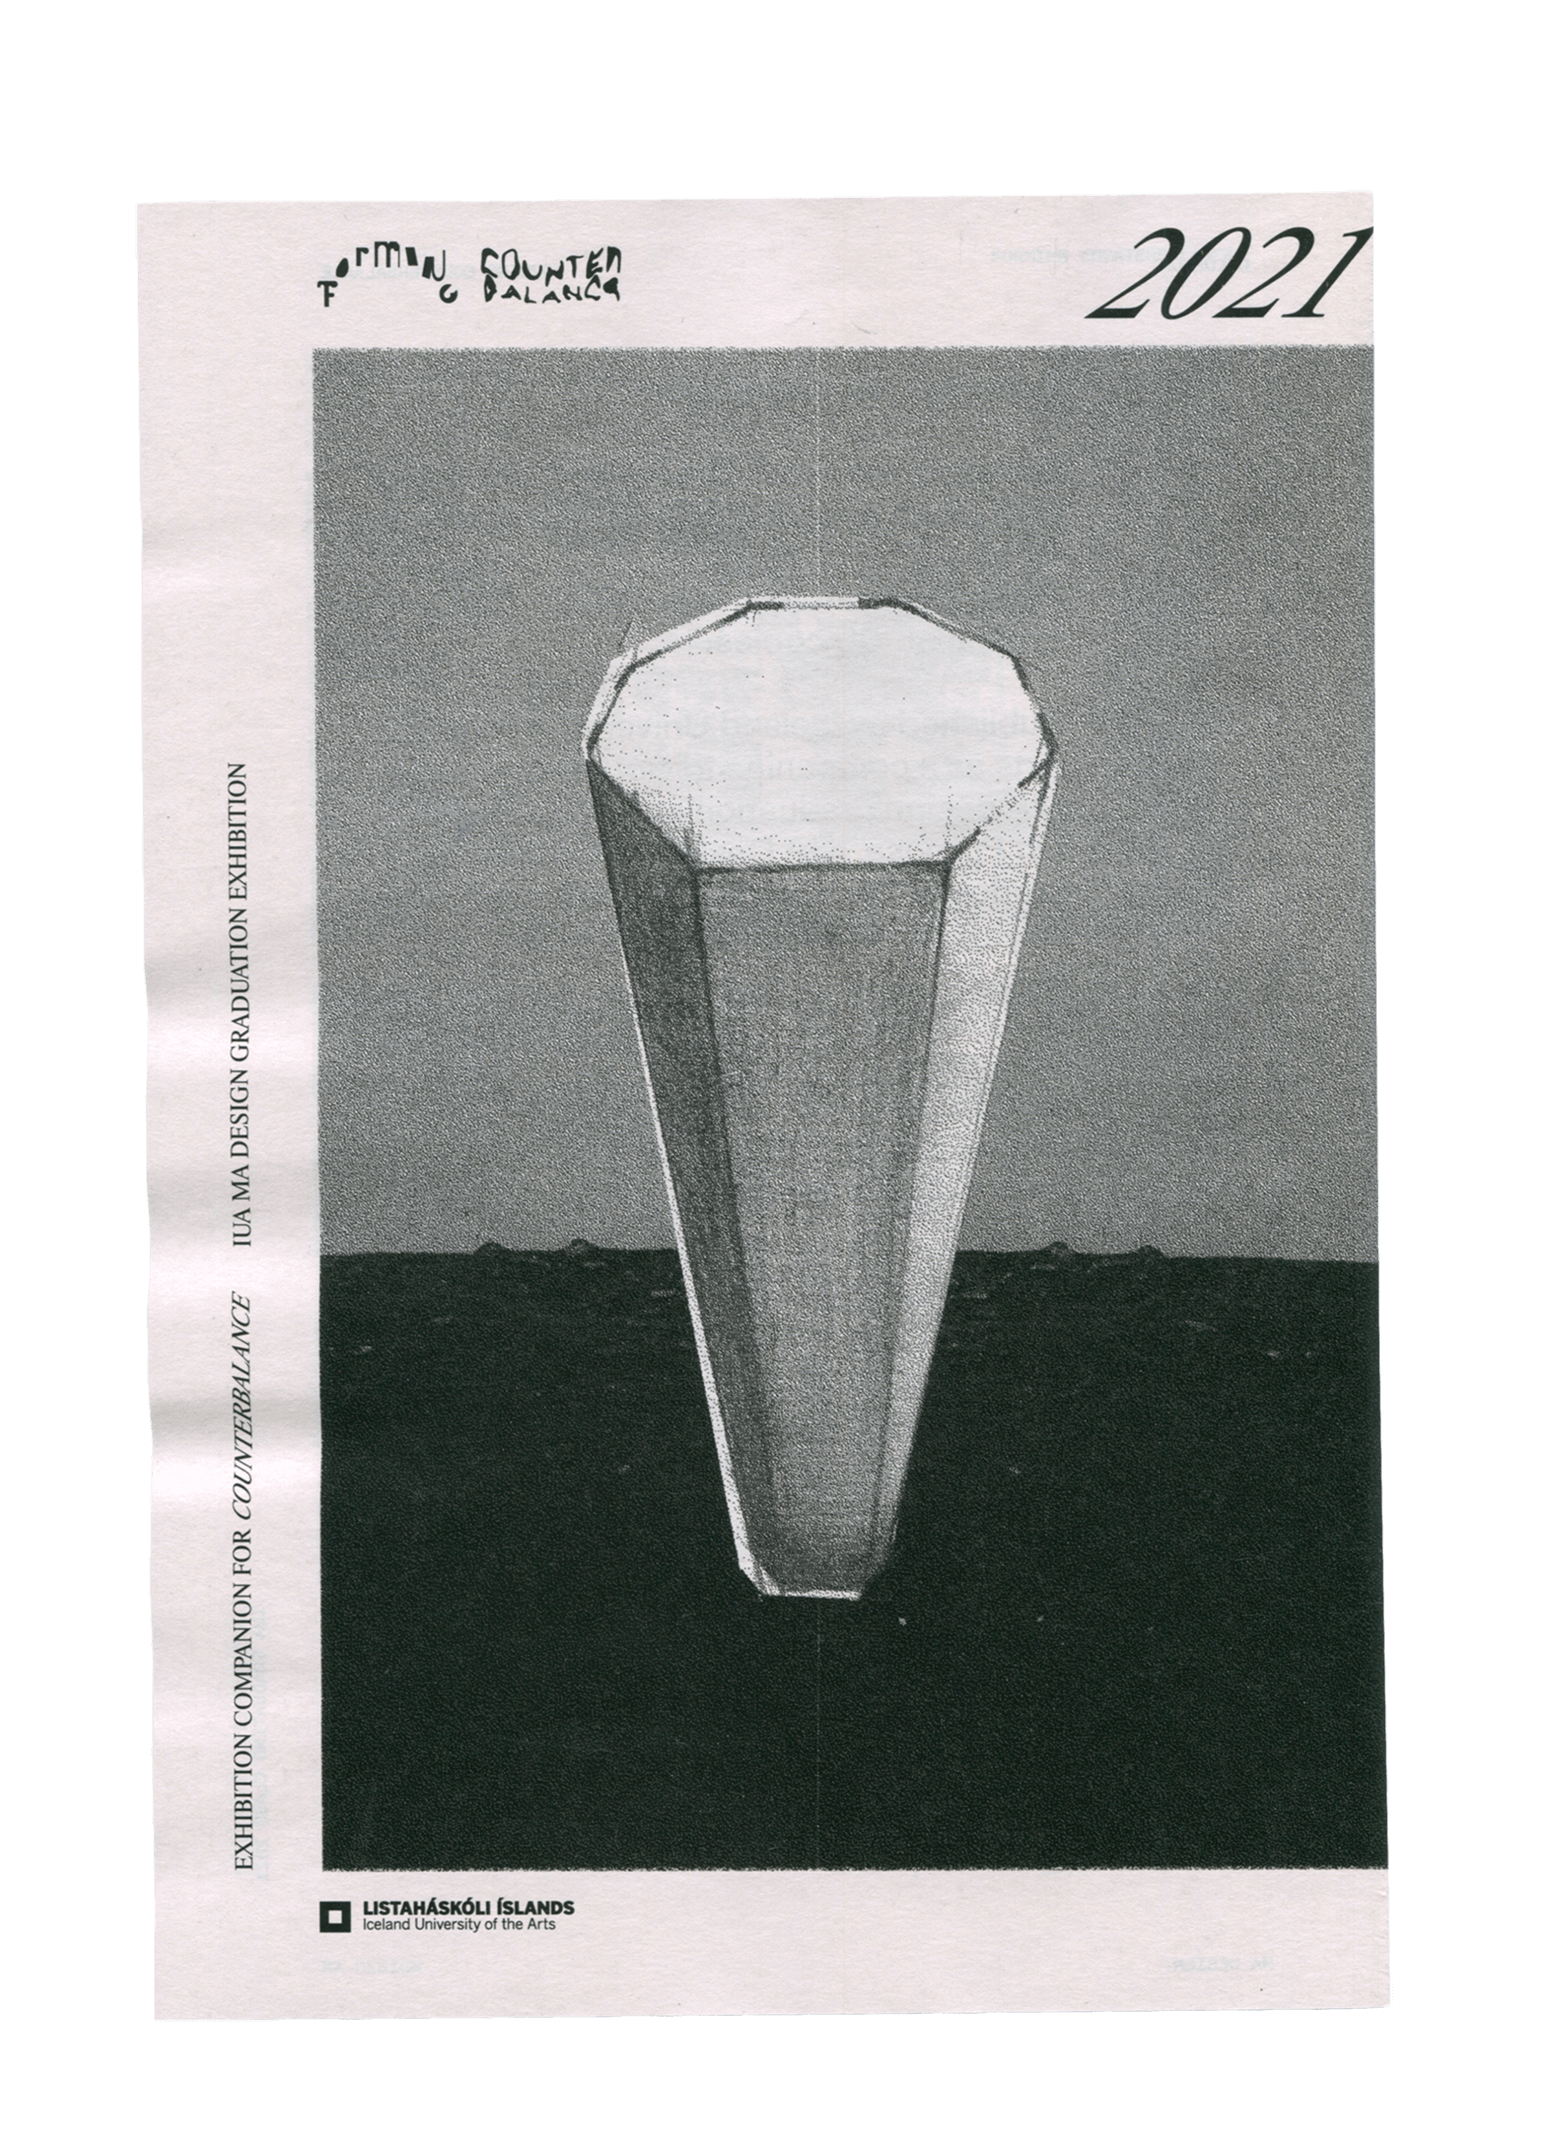 Forming COUNTER
BALANCE
2021
EXHIBITION COMPANION FOR COUNTERBALANCE IUA MA DESIGN GRADUATION EXHIBITION
LISTAHÁSKÓLI ÍSLANDS
Iceland University of the Arts